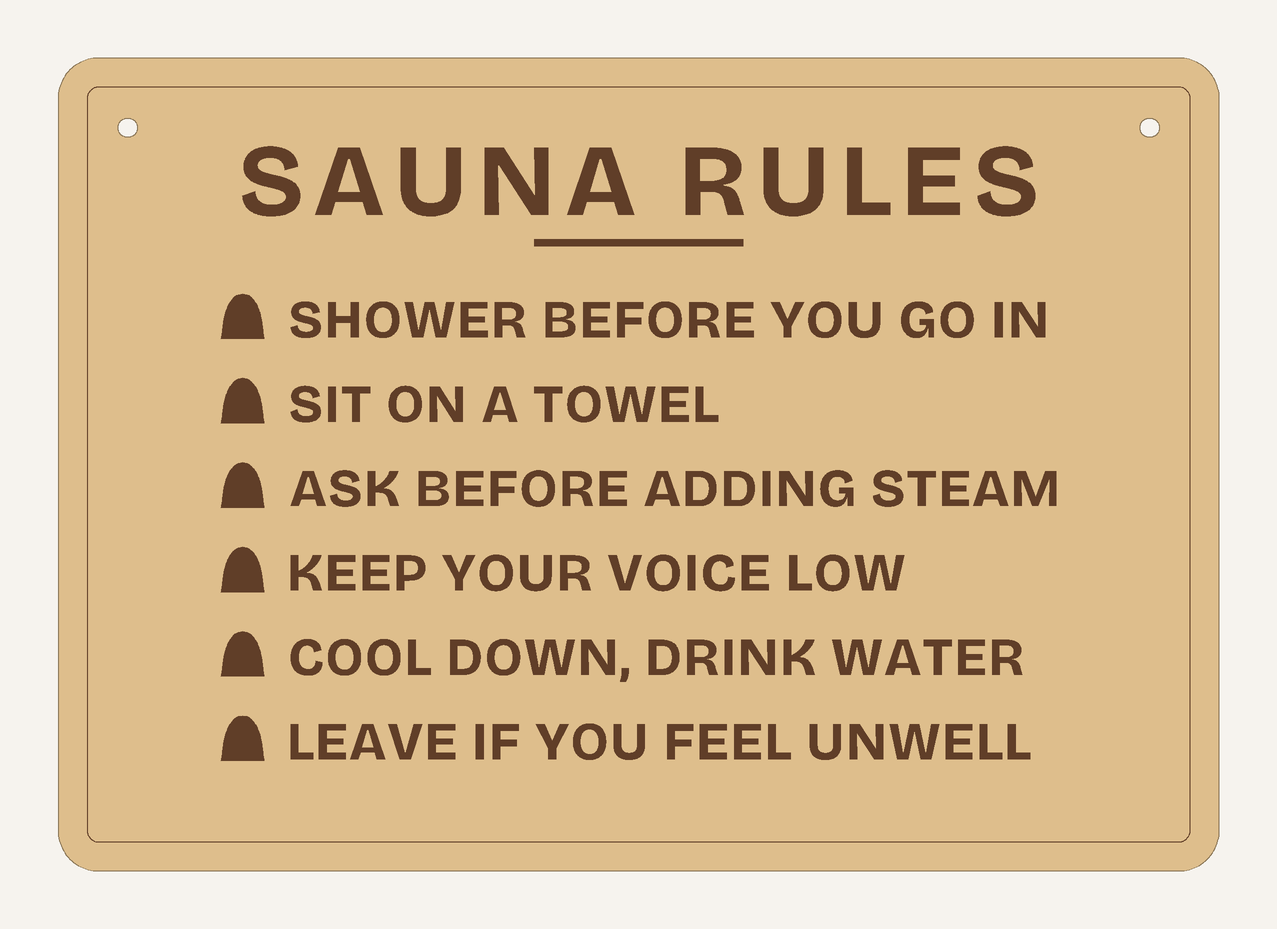 SAUNA RULES
SHOWER BEFORE YOU GO IN
SIT ON A TOWEL
ASK BEFORE ADDING STEAM
KEEP YOUR VOICE LOW
COOL DOWN, DRINK WATER
LEAVE IF YOU FEEL UNWELL